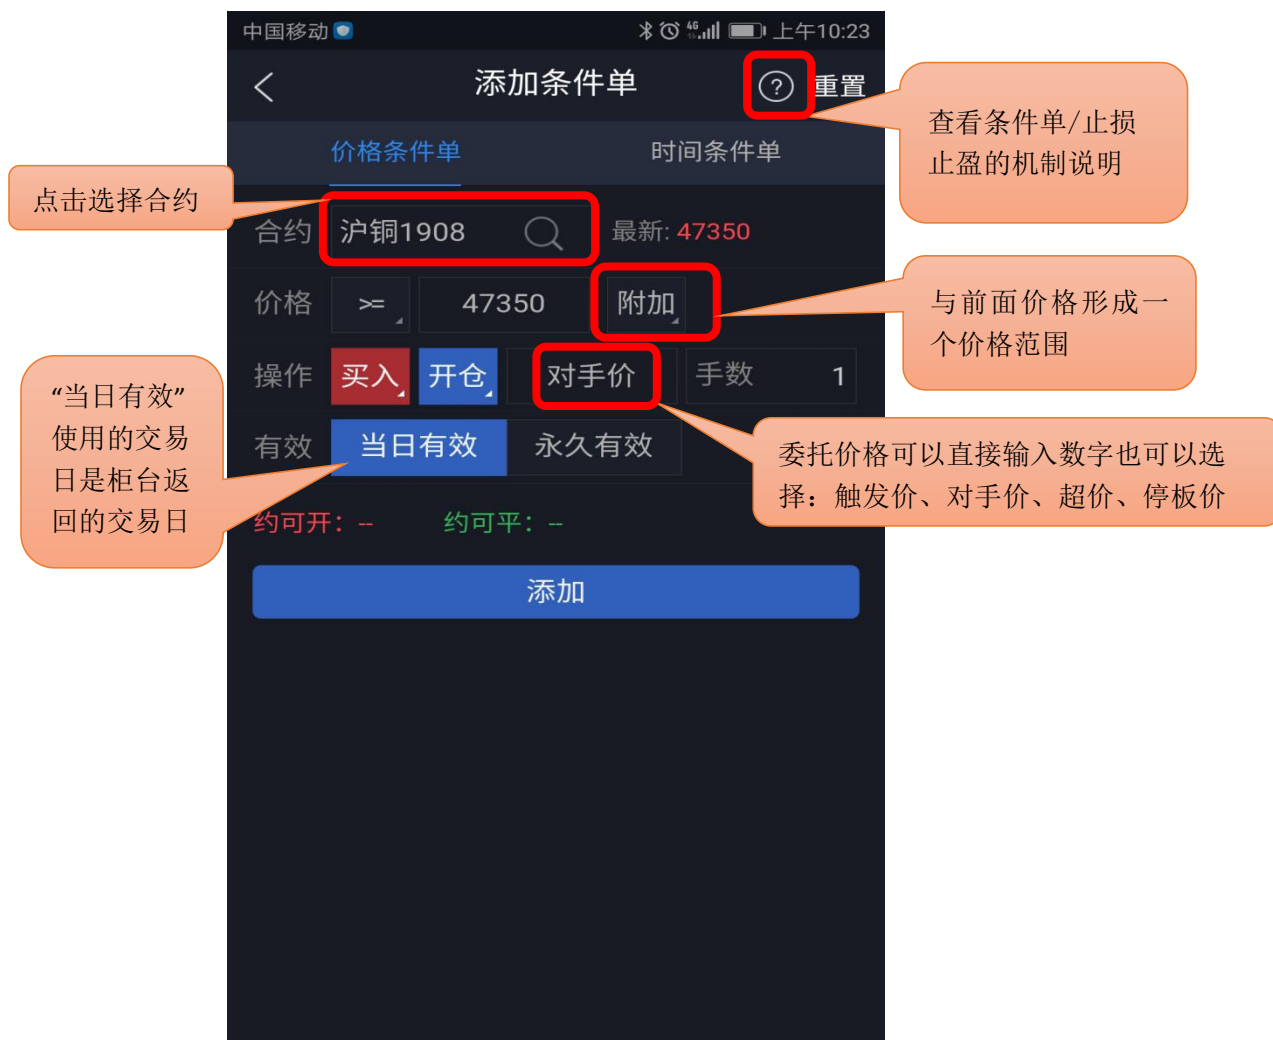 中国移动
4G
上午10:23
添加条件单
?
重置
查看条件单/止损
止盈的机制说明
价格条件单
时间条件单
点击选择合约
合约
沪铜1908
最新: 47350
价格
>=
47350
附加
与前面价格形成一
个价格范围
操作
买入
开仓
对手价
手数
1
“当日有效”
使用的交易
日是柜台返
回的交易日
有效
当日有效
永久有效
委托价格可以直接输入数字也可以选
择：触发价、对手价、超价、停板价
约可开：--
约可平：--
添加